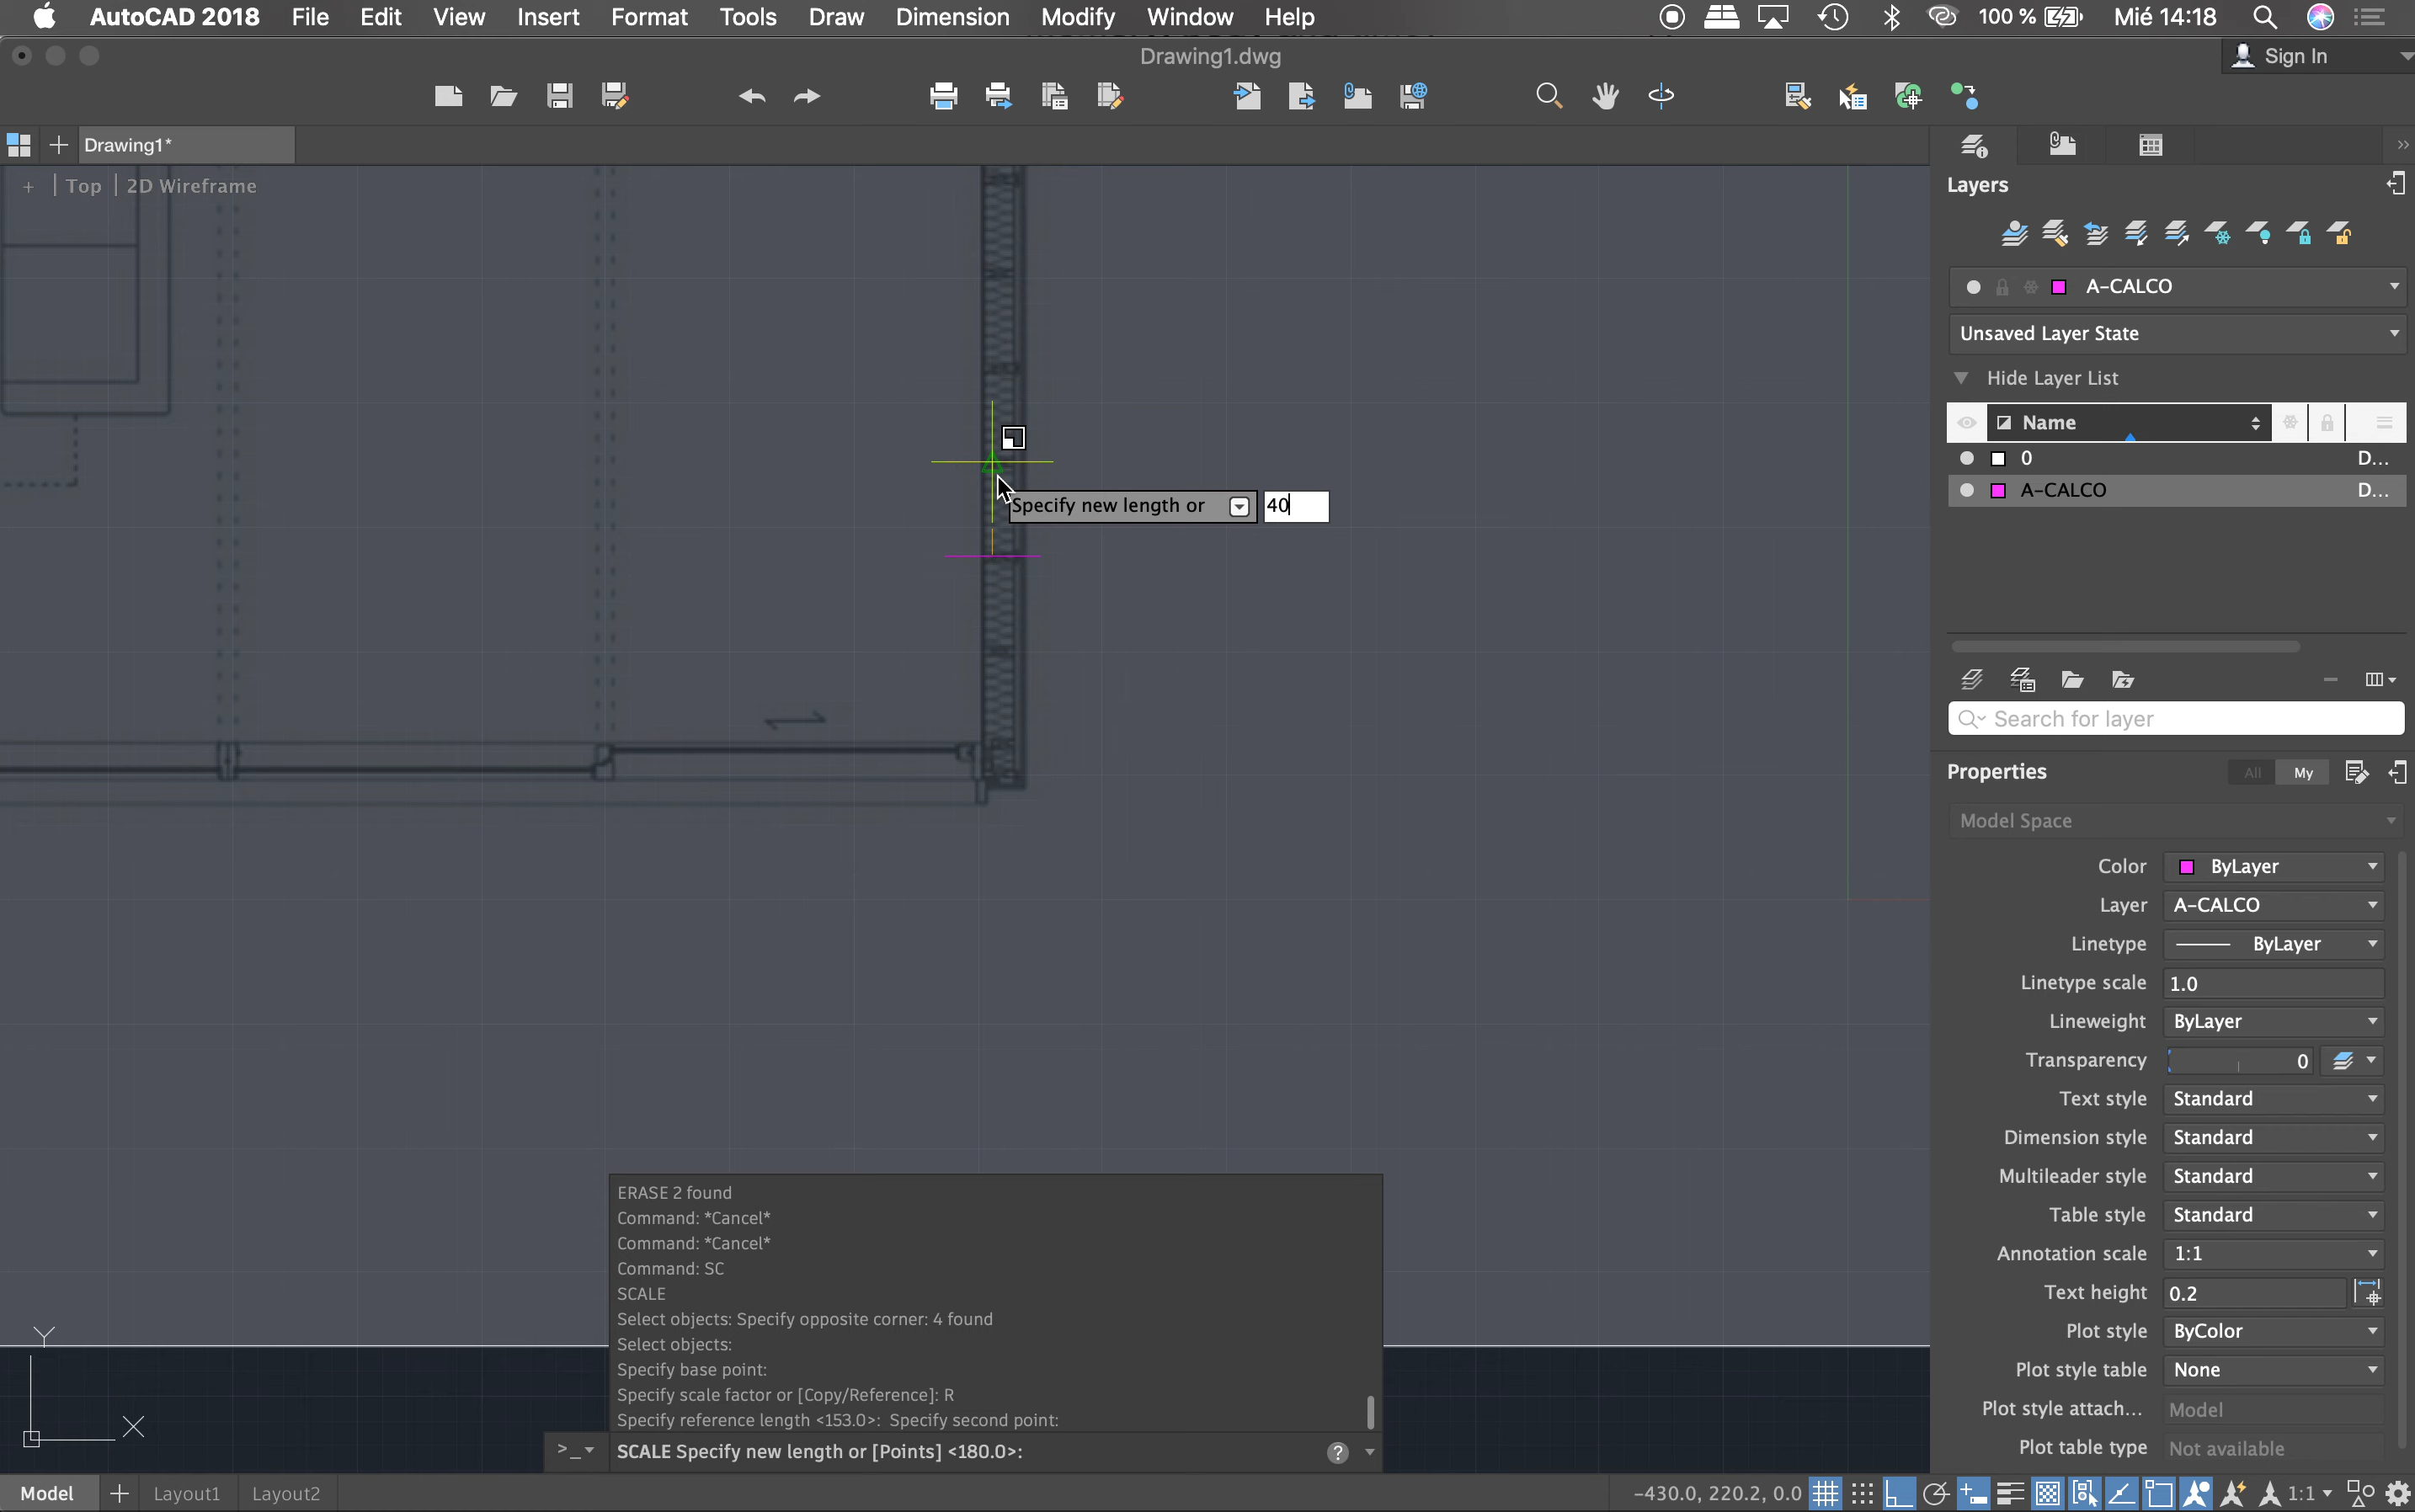 AutoCAD 2018 File Edit View Insert Format Tools Draw Dimension Modify Window Help 100 % Mié 14:18
Drawing1.dwg
Sign In
Drawing1*
+ Top 2D Wireframe
Specify new length or 40
Layers
A-CALCO
Unsaved Layer State
Hide Layer List
Name
0 D...
A-CALCO D...
Search for layer
Properties All My
Model Space
Color ByLayer
Layer A-CALCO
Linetype ByLayer
Linetype scale 1.0
Lineweight ByLayer
Transparency 0
Text style Standard
Dimension style Standard
Multileader style Standard
Table style Standard
Annotation scale 1:1
Text height 0.2
Plot style ByColor
Plot style table None
Plot style attach... Model
Plot table type Not available
ERASE 2 found
Command: *Cancel*
Command: *Cancel*
Command: SC
SCALE
Select objects: Specify opposite corner: 4 found
Select objects:
Specify base point:
Specify scale factor or [Copy/Reference]: R
Specify reference length <153.0>: Specify second point:
>_ SCALE Specify new length or [Points] <180.0>: ?
Y
X
Model + Layout1 Layout2
-430.0, 220.2, 0.0 1:1